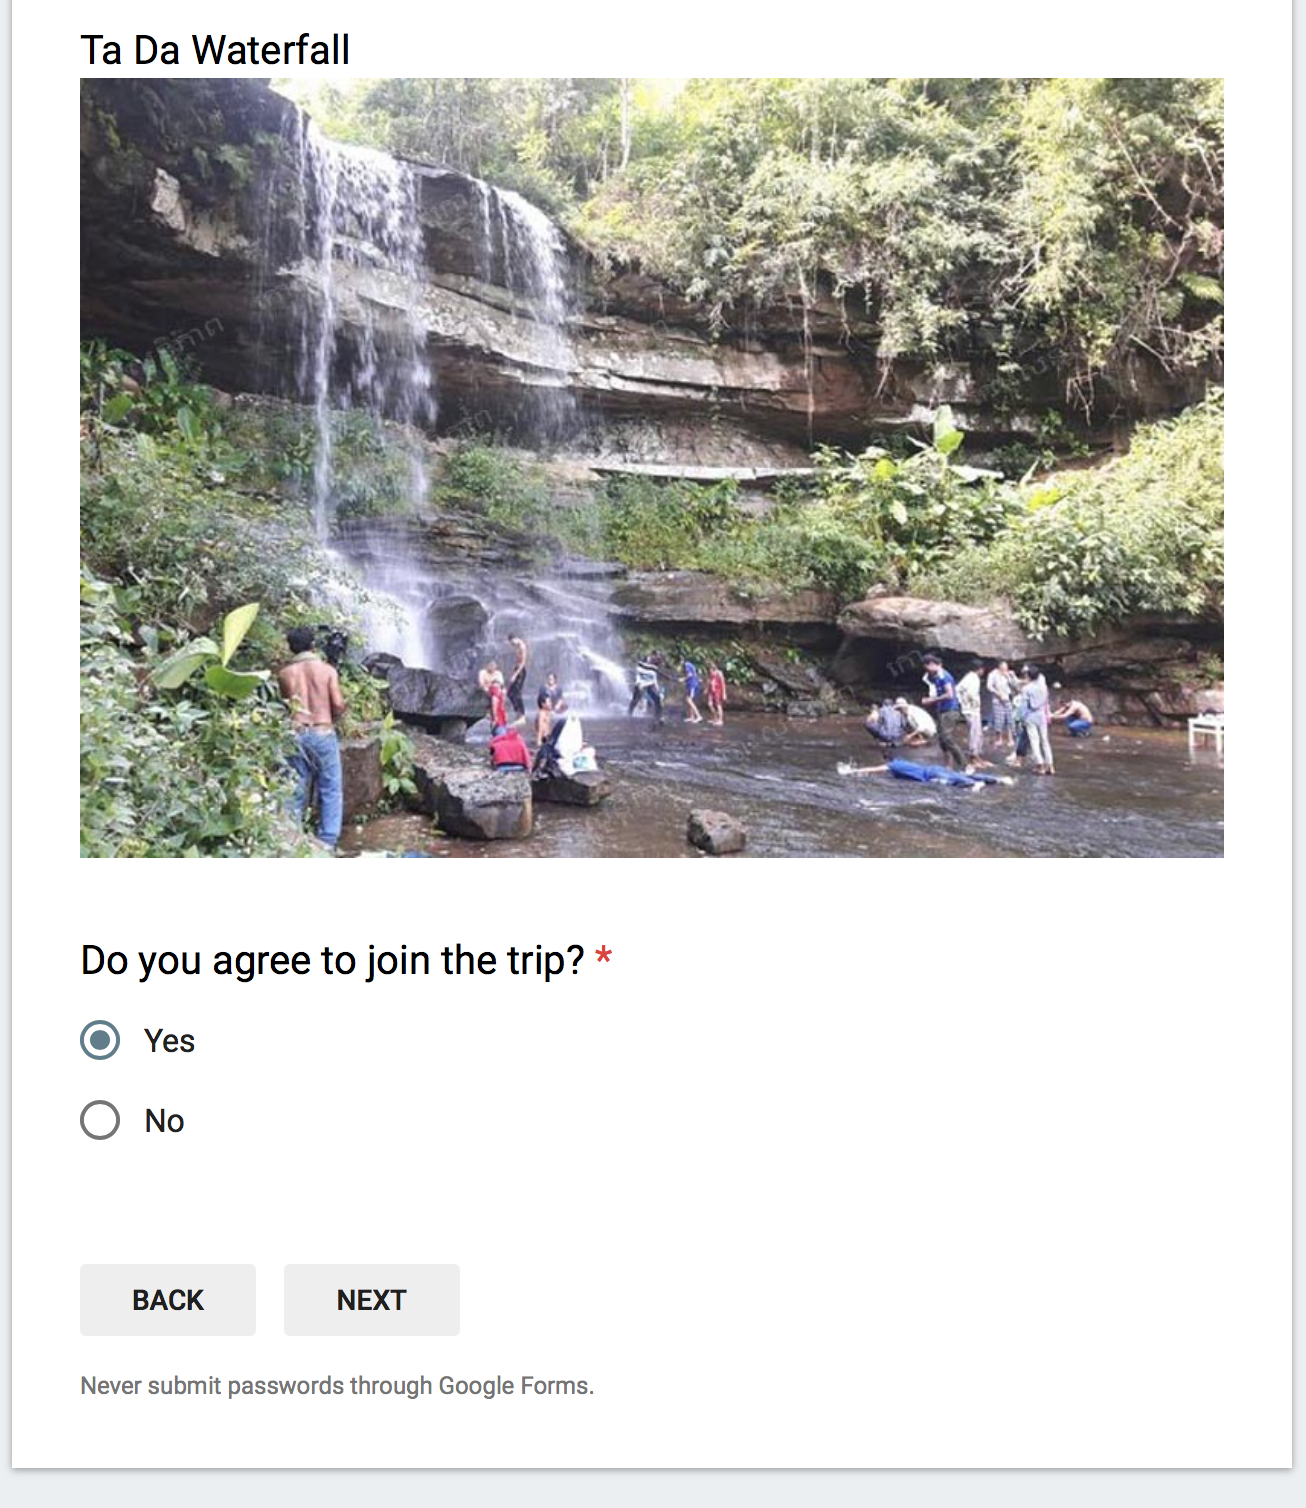 Ta Da Waterfall
Do you agree to join the trip? *
Yes
No
BACK
NEXT
Never submit passwords through Google Forms.